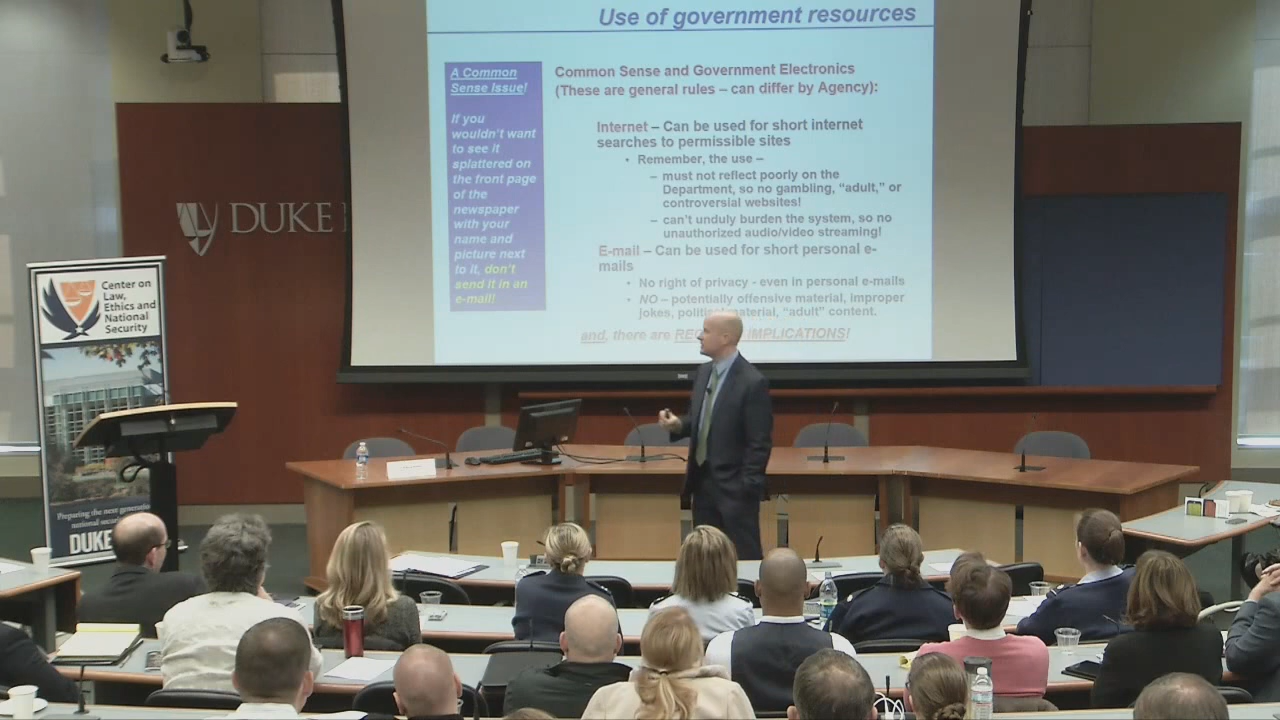 Use of government resources
A Common
Sense Issue!
If you
wouldn't want
to see it
splattered on
the front page
of the
newspaper
with your
name and
picture next
to it, don't
send it in an
e-mail!
Common Sense and Government Electronics
(These are general rules – can differ by Agency):
Internet – Can be used for short internet
searches to permissible sites
• Remember, the use –
– must not reflect poorly on the
Department, so no gambling, “adult,” or
controversial websites!
– can't unduly burden the system, so no
unauthorized audio/video streaming!
E-mail – Can be used for short personal e-
mails
• No right of privacy - even in personal e-mails
• NO – potentially offensive material, improper
jokes, material, “adult” content.
and, there are IMPLICATIONS!
DUKE
Center on
Law,
Ethics and
National
Security
Preparing the next
national
DUKE